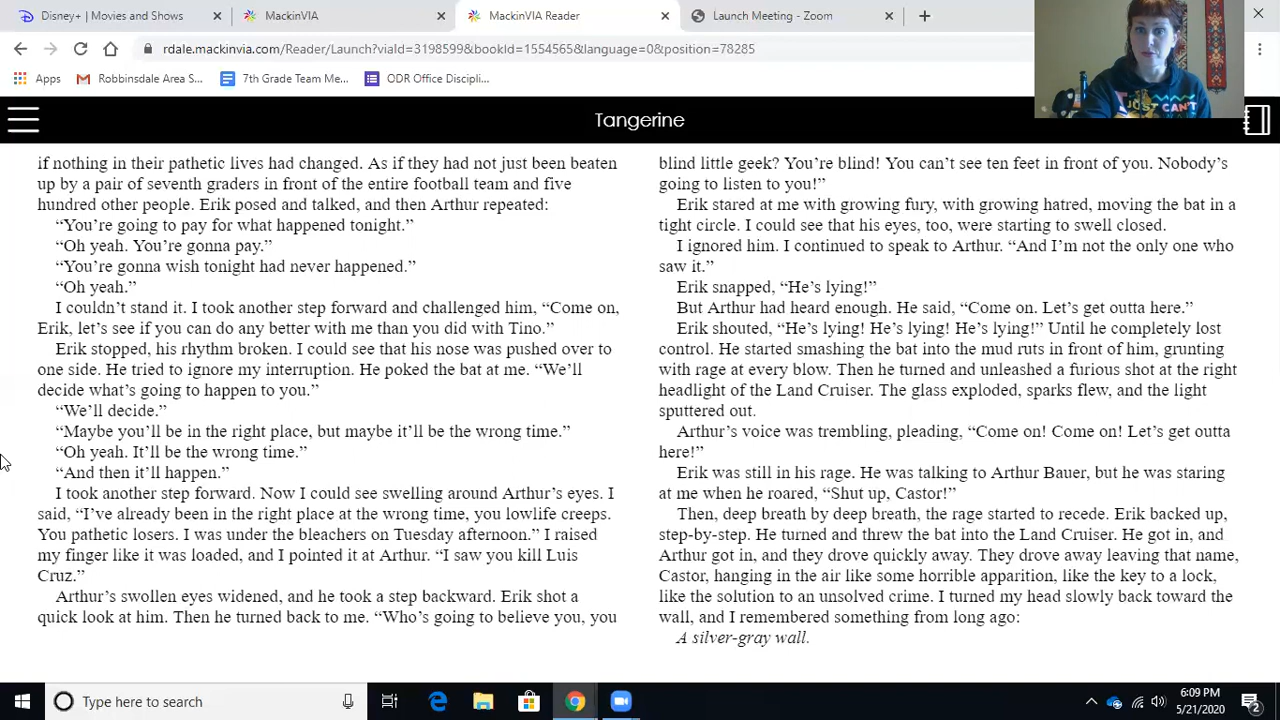 Disney+ | Movies and Shows
MackinVIA
MackinVIA Reader
Launch Meeting - Zoom
rdale.mackinvia.com/Reader/Launch?viaId=3198599&bookId=1554565&language=0&position=78285
Apps
Robbinsdale Area S...
7th Grade Team Me...
ODR Office Discipli...
JUST CAN'T
Tangerine
if nothing in their pathetic lives had changed. As if they had not just been beaten
up by a pair of seventh graders in front of the entire football team and five
hundred other people. Erik posed and talked, and then Arthur repeated:
“You’re going to pay for what happened tonight.”
“Oh yeah. You’re gonna pay.”
“You’re gonna wish tonight had never happened.”
“Oh yeah.”
I couldn’t stand it. I took another step forward and challenged him, “Come on,
Erik, let’s see if you can do any better with me than you did with Tino.”
Erik stopped, his rhythm broken. I could see that his nose was pushed over to
one side. He tried to ignore my interruption. He poked the bat at me. “We’ll
decide what’s going to happen to you.”
“We’ll decide.”
“Maybe you’ll be in the right place, but maybe it’ll be the wrong time.”
“Oh yeah. It’ll be the wrong time.”
“And then it’ll happen.”
I took another step forward. Now I could see swelling around Arthur’s eyes. I
said, “I’ve already been in the right place at the wrong time, you lowlife creeps.
You pathetic losers. I was under the bleachers on Tuesday afternoon.” I raised
my finger like it was loaded, and I pointed it at Arthur. “I saw you kill Luis
Cruz.”
Arthur’s swollen eyes widened, and he took a step backward. Erik shot a
quick look at him. Then he turned back to me. “Who’s going to believe you, you
blind little geek? You’re blind! You can’t see ten feet in front of you. Nobody’s
going to listen to you!”
Erik stared at me with growing fury, with growing hatred, moving the bat in a
tight circle. I could see that his eyes, too, were starting to swell closed.
I ignored him. I continued to speak to Arthur. “And I’m not the only one who
saw it.”
Erik snapped, “He’s lying!”
But Arthur had heard enough. He said, “Come on. Let’s get outta here.”
Erik shouted, “He’s lying! He’s lying! He’s lying!” Until he completely lost
control. He started smashing the bat into the mud ruts in front of him, grunting
with rage at every blow. Then he turned and unleashed a furious shot at the right
headlight of the Land Cruiser. The glass exploded, sparks flew, and the light
sputtered out.
Arthur’s voice was trembling, pleading, “Come on! Come on! Let’s get outta
here!”
Erik was still in his rage. He was talking to Arthur Bauer, but he was staring
at me when he roared, “Shut up, Castor!”
Then, deep breath by deep breath, the rage started to recede. Erik backed up,
step-by-step. He turned and threw the bat into the Land Cruiser. He got in, and
Arthur got in, and they drove quickly away. They drove away leaving that name,
Castor, hanging in the air like some horrible apparition, like the key to a lock,
like the solution to an unsolved crime. I turned my head slowly back toward the
wall, and I remembered something from long ago:
A silver-gray wall.
Type here to search
6:09 PM
5/21/2020
2